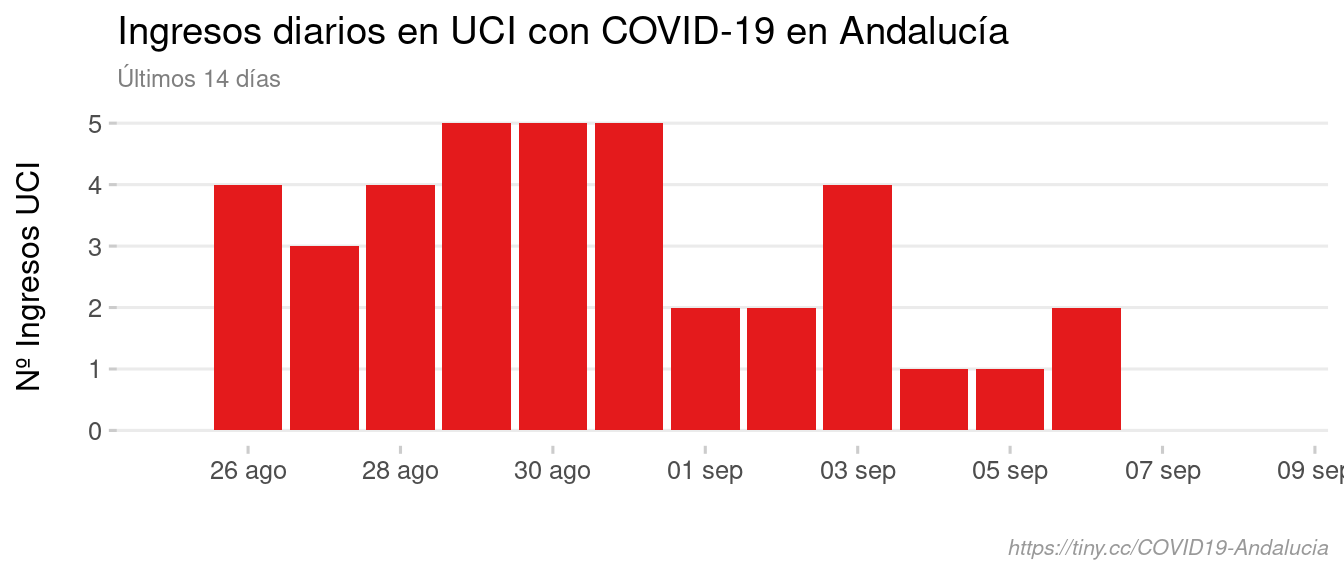 Ingresos diarios en UCI con COVID-19 en Andalucía
Últimos 14 días
Nº Ingresos UCI
5
4
3
2
1
0
26 ago 28 ago 30 ago 01 sep 03 sep 05 sep 07 sep 09 sep
https://tiny.cc/COVID19-Andalucia